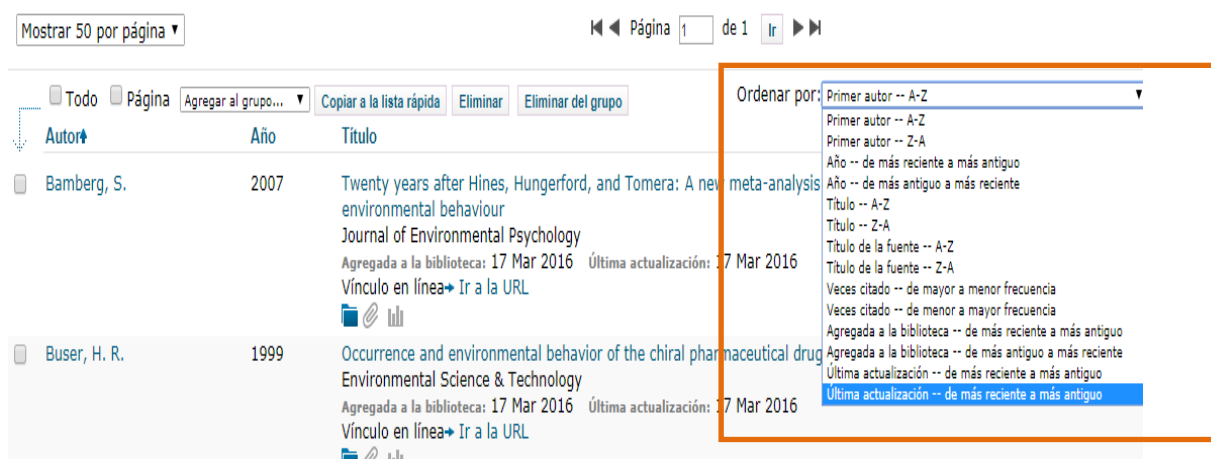 Mostrar 50 por página
Página 1 de 1 Ir
Todo Página Agregar al grupo... Copiar a la lista rápida Eliminar Eliminar del grupo
Ordenar por: Primer autor -- A-Z
Primer autor -- A-Z
Primer autor -- Z-A
Año -- de más reciente a más antiguo
Año -- de más antiguo a más reciente
Título -- A-Z
Título -- Z-A
Título de la fuente -- A-Z
Título de la fuente -- Z-A
Veces citado -- de mayor a menor frecuencia
Veces citado -- de menor a mayor frecuencia
Agregada a la biblioteca -- de más reciente a más antiguo
Agregada a la biblioteca -- de más antiguo a más reciente
Última actualización -- de más reciente a más antiguo
Última actualización -- de más reciente a más antiguo
Autor Año Título
Bamberg, S. 2007 Twenty years after Hines, Hungerford, and Tomera: A new meta-analysis
environmental behaviour
Journal of Environmental Psychology
Agregada a la biblioteca: 17 Mar 2016 Última actualización: 17 Mar 2016
Vínculo en línea→ Ir a la URL
Buser, H. R. 1999 Occurrence and environmental behavior of the chiral pharmaceutical drug
Environmental Science & Technology
Agregada a la biblioteca: 17 Mar 2016 Última actualización: 17 Mar 2016
Vínculo en línea→ Ir a la URL